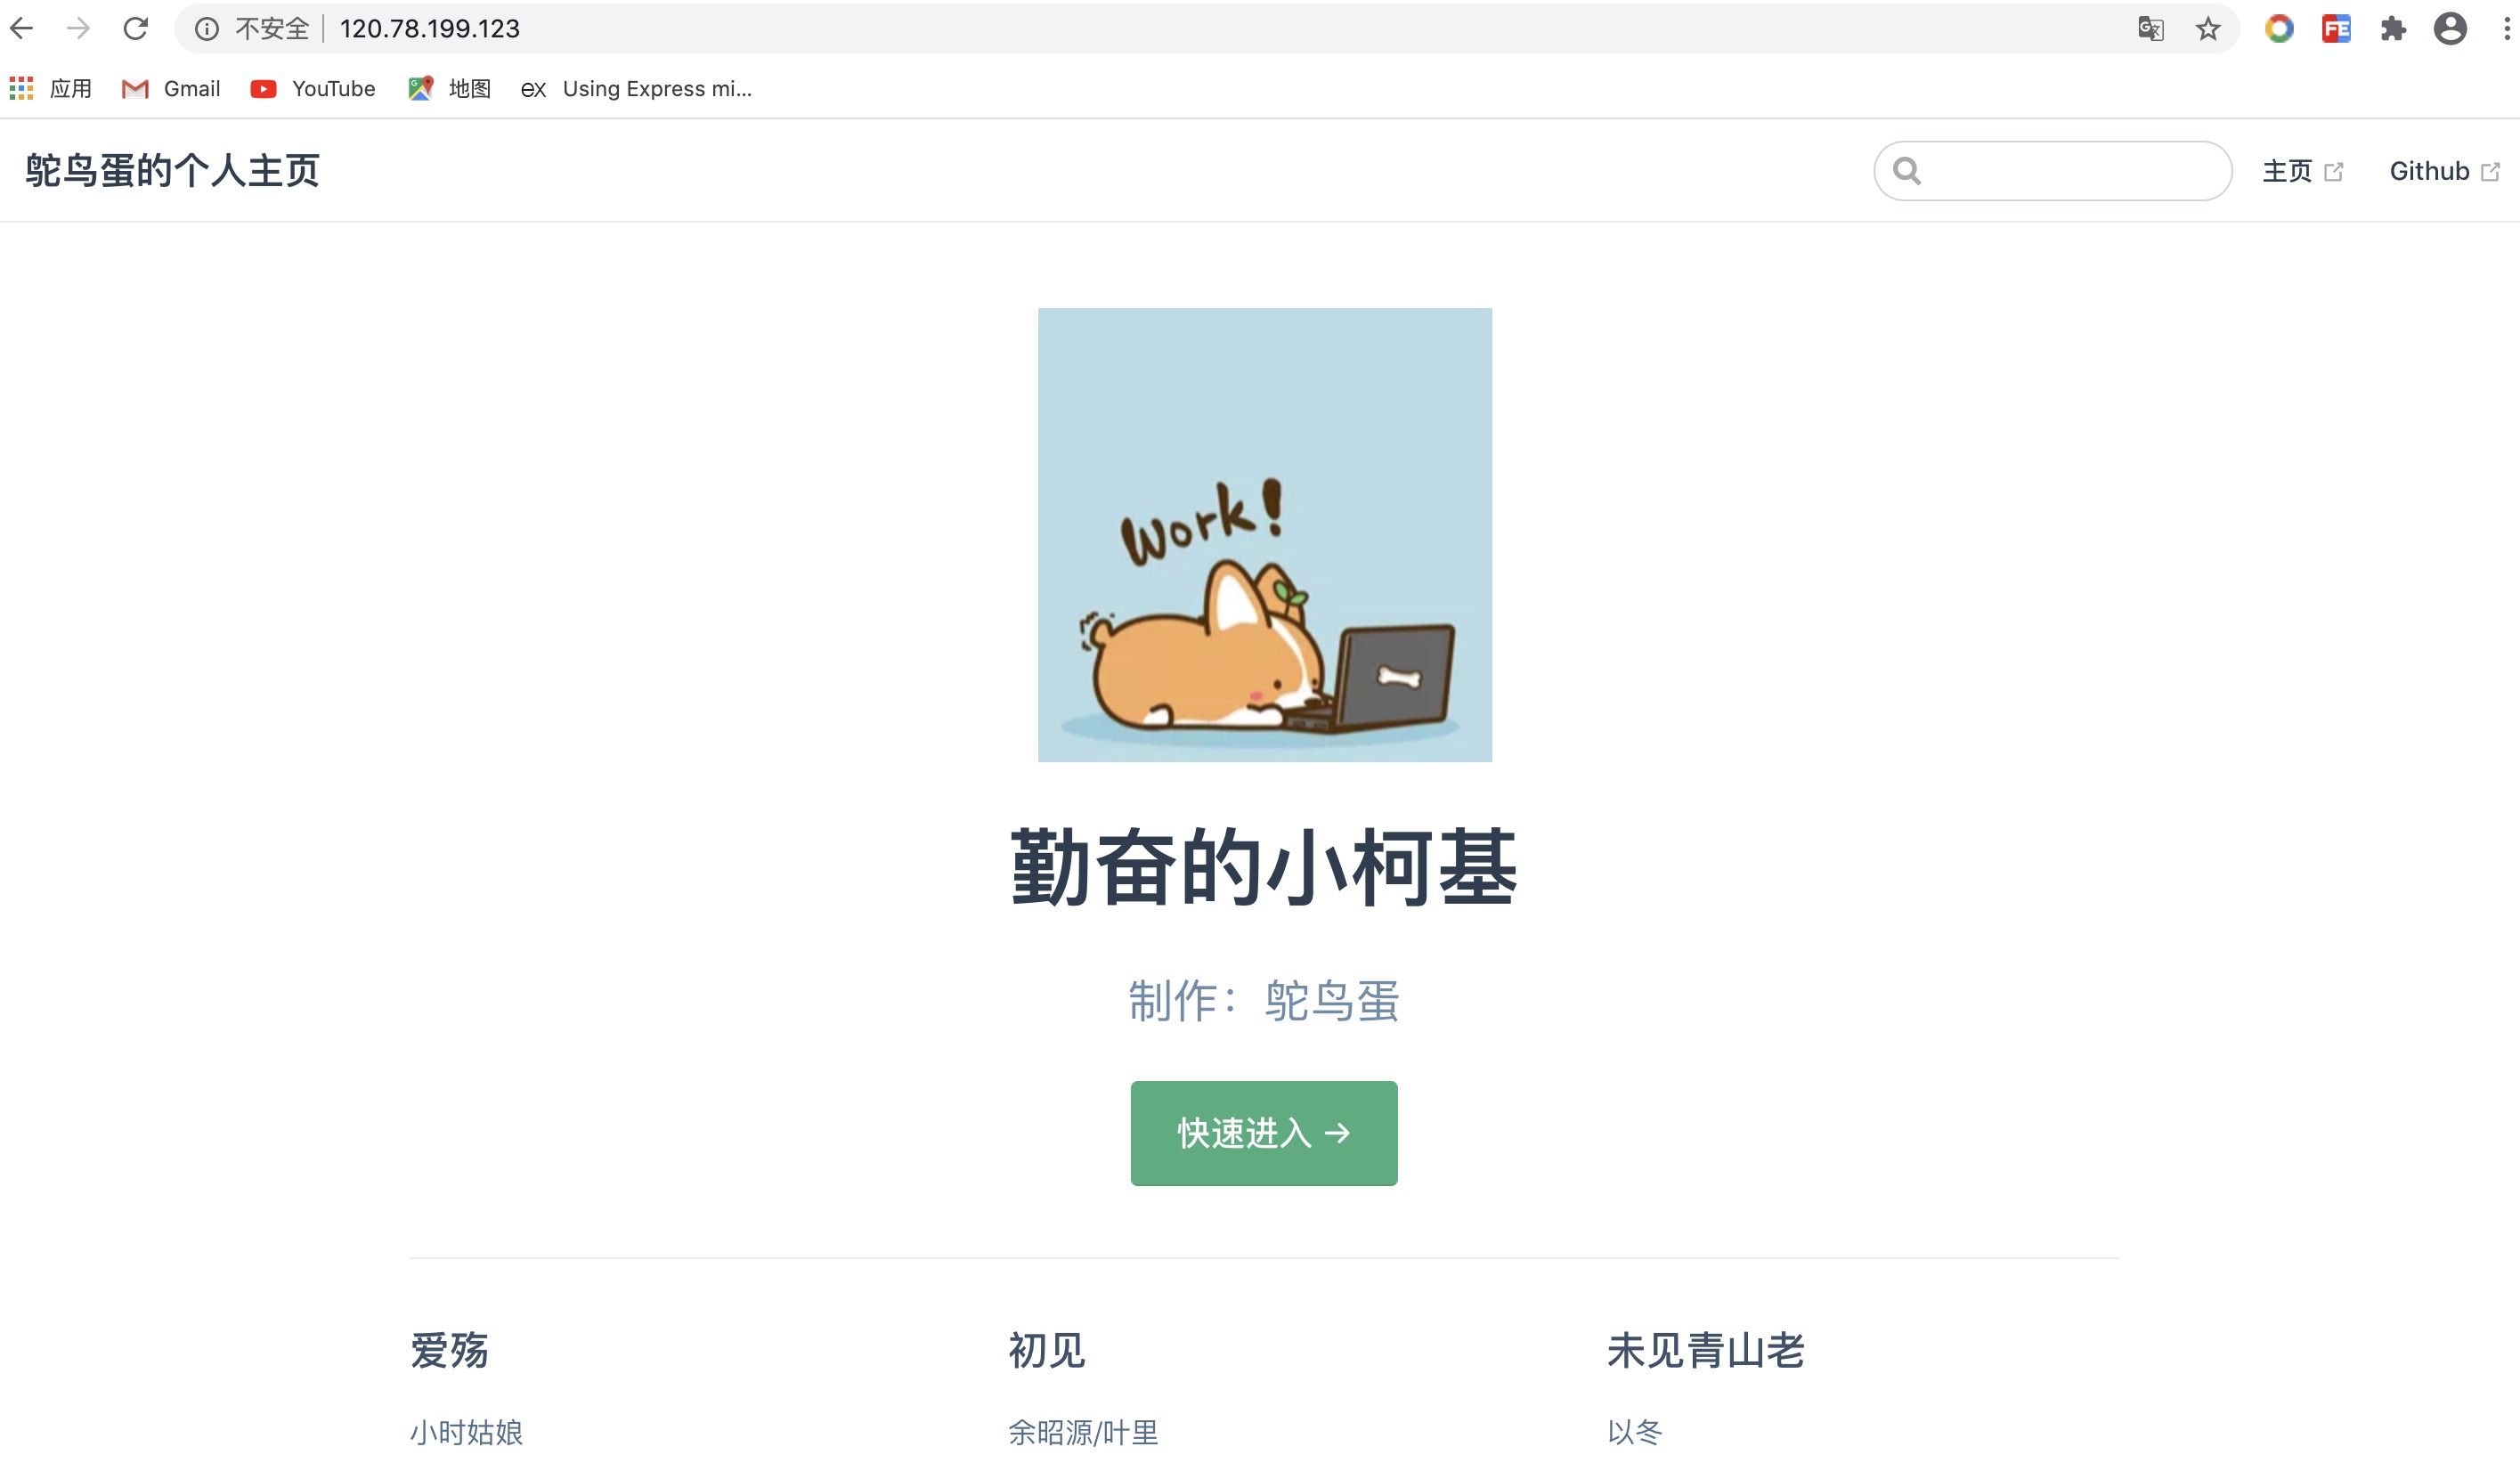 不安全 120.78.199.123
应用 Gmail YouTube 地图 ex Using Express mi...
鸵鸟蛋的个人主页 主页 Github
Work!
勤奋的小柯基
制作：鸵鸟蛋
快速进入 →
爱殇 初见 未见青山老
小时姑娘 余昭源/叶里 以冬